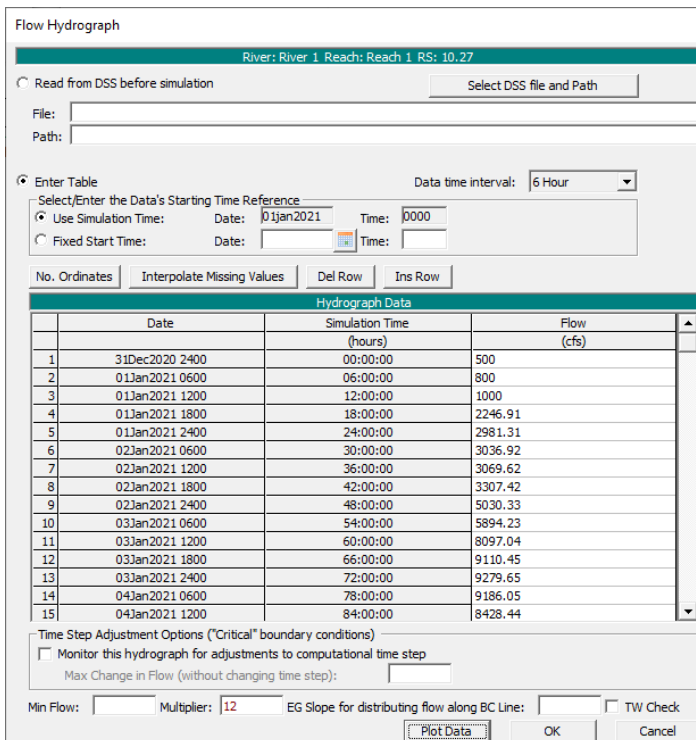 Flow Hydrograph
River: River 1 Reach: Reach 1 RS: 10.27
Read from DSS before simulation
Select DSS file and Path
File:
Path:
Enter Table
Data time interval: 6 Hour
Select/Enter the Data's Starting Time Reference
Use Simulation Time: Date: 01jan2021 Time: 0000
Fixed Start Time: Date: Time:
No. Ordinates Interpolate Missing Values Del Row Ins Row
Hydrograph Data
Date Simulation Time Flow
(hours) (cfs)
1 31Dec2020 2400 00:00:00 500
2 01Jan2021 0600 06:00:00 800
3 01Jan2021 1200 12:00:00 1000
4 01Jan2021 1800 18:00:00 2246.91
5 01Jan2021 2400 24:00:00 2981.31
6 02Jan2021 0600 30:00:00 3036.92
7 02Jan2021 1200 36:00:00 3069.62
8 02Jan2021 1800 42:00:00 3307.42
9 02Jan2021 2400 48:00:00 5030.33
10 03Jan2021 0600 54:00:00 5894.23
11 03Jan2021 1200 60:00:00 8097.04
12 03Jan2021 1800 66:00:00 9110.45
13 03Jan2021 2400 72:00:00 9279.65
14 04Jan2021 0600 78:00:00 9186.05
15 04Jan2021 1200 84:00:00 8428.44
Time Step Adjustment Options ("Critical" boundary conditions)
Monitor this hydrograph for adjustments to computational time step
Max Change in Flow (without changing time step):
Min Flow: Multiplier: 12 EG Slope for distributing flow along BC Line: TW Check
Plot Data OK Cancel